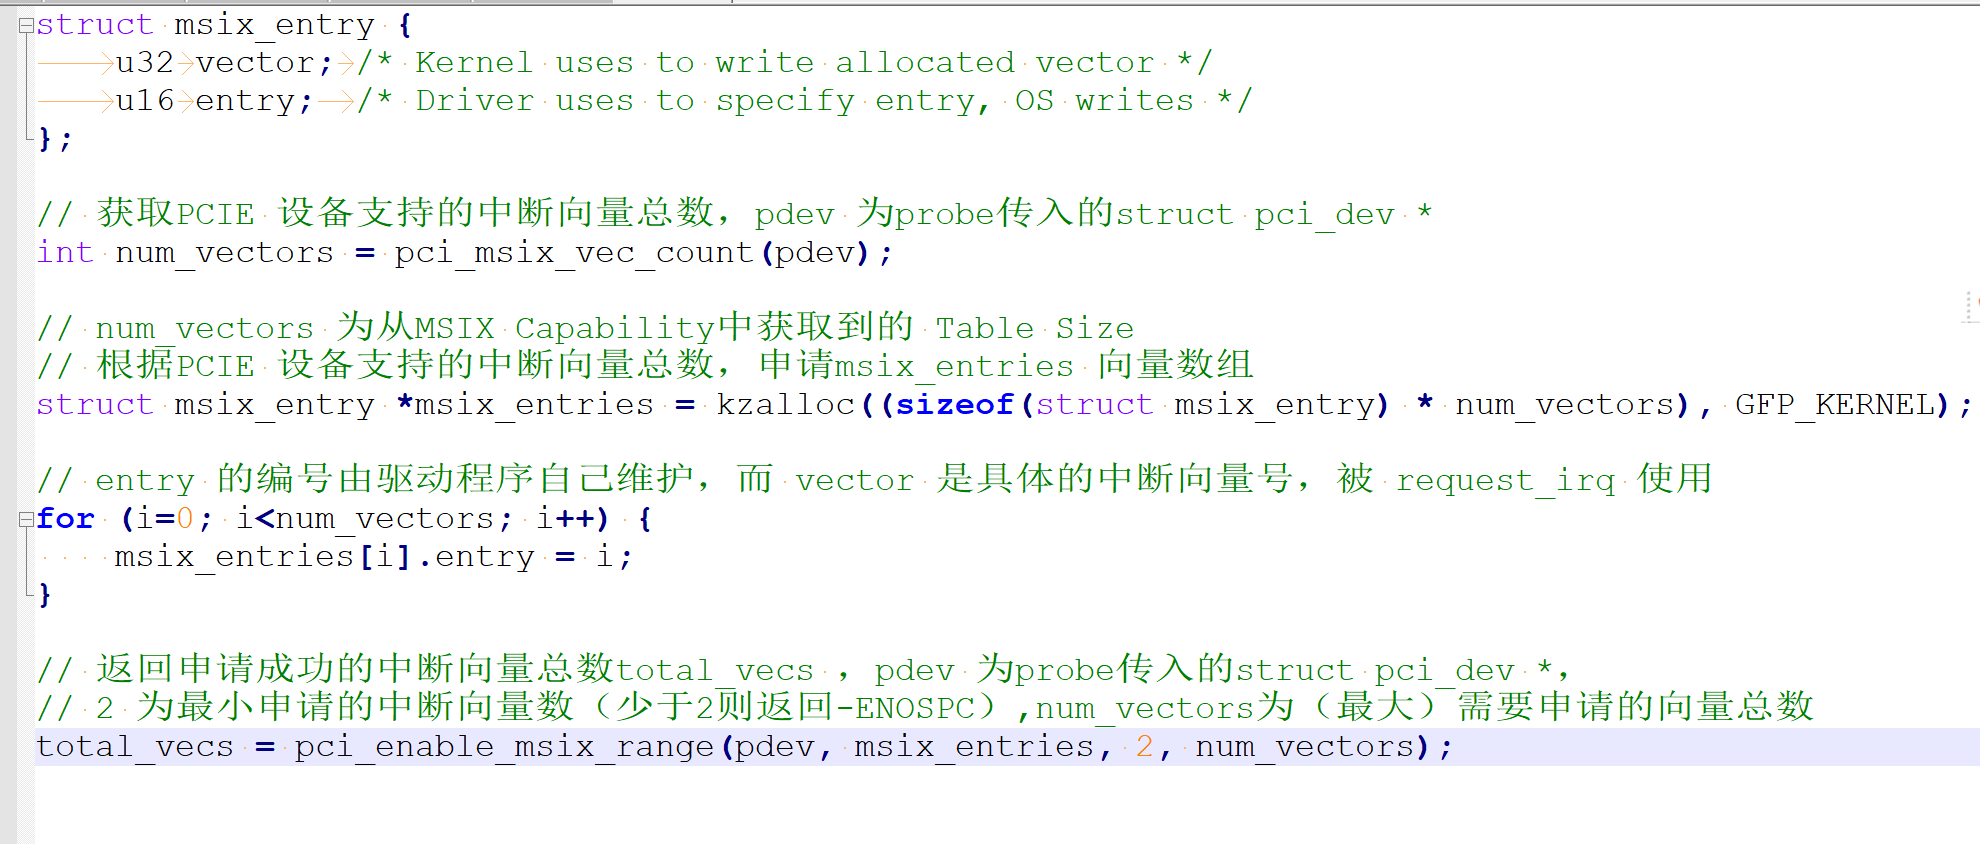 struct msix_entry {
u32 vector; /* Kernel uses to write allocated vector */
u16 entry; /* Driver uses to specify entry, OS writes */
};
// 获取PCIE 设备支持的中断向量总数，pdev 为probe传入的struct pci_dev *
int num_vectors = pci_msix_vec_count(pdev);
// num_vectors 为从MSIX Capability中获取到的 Table Size
// 根据PCIE 设备支持的中断向量总数，申请msix_entries 向量数组
struct msix_entry *msix_entries = kzalloc((sizeof(struct msix_entry) * num_vectors), GFP_KERNEL);
// entry 的编号由驱动程序自己维护，而 vector 是具体的中断向量号，被 request_irq 使用
for (i=0; i<num_vectors; i++) {
msix_entries[i].entry = i;
}
// 返回申请成功的中断向量总数total_vecs ，pdev 为probe传入的struct pci_dev *，
// 2 为最小申请的中断向量数（少于2则返回-ENOSPC）,num_vectors为（最大）需要申请的向量总数
total_vecs = pci_enable_msix_range(pdev, msix_entries, 2, num_vectors);